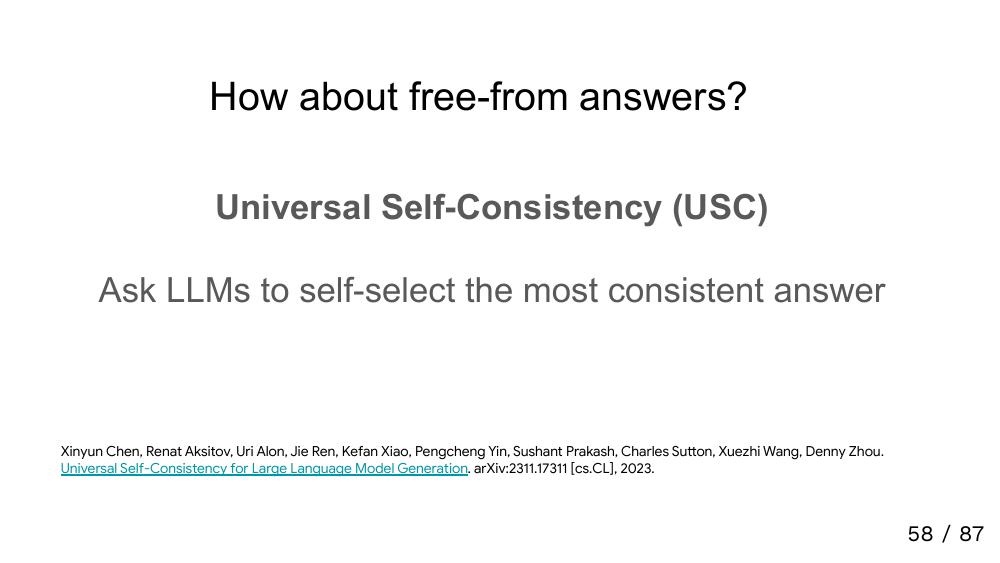 How about free-from answers?
Universal Self-Consistency (USC)
Ask LLMs to self-select the most consistent answer
Xinyun Chen, Renat Aksitov, Uri Alon, Jie Ren, Kefan Xiao, Pengcheng Yin, Sushant Prakash, Charles Sutton, Xuezhi Wang, Denny Zhou.
Universal Self-Consistency for Large Language Model Generation. arXiv:2311.17311 [cs.CL], 2023.
58 / 87